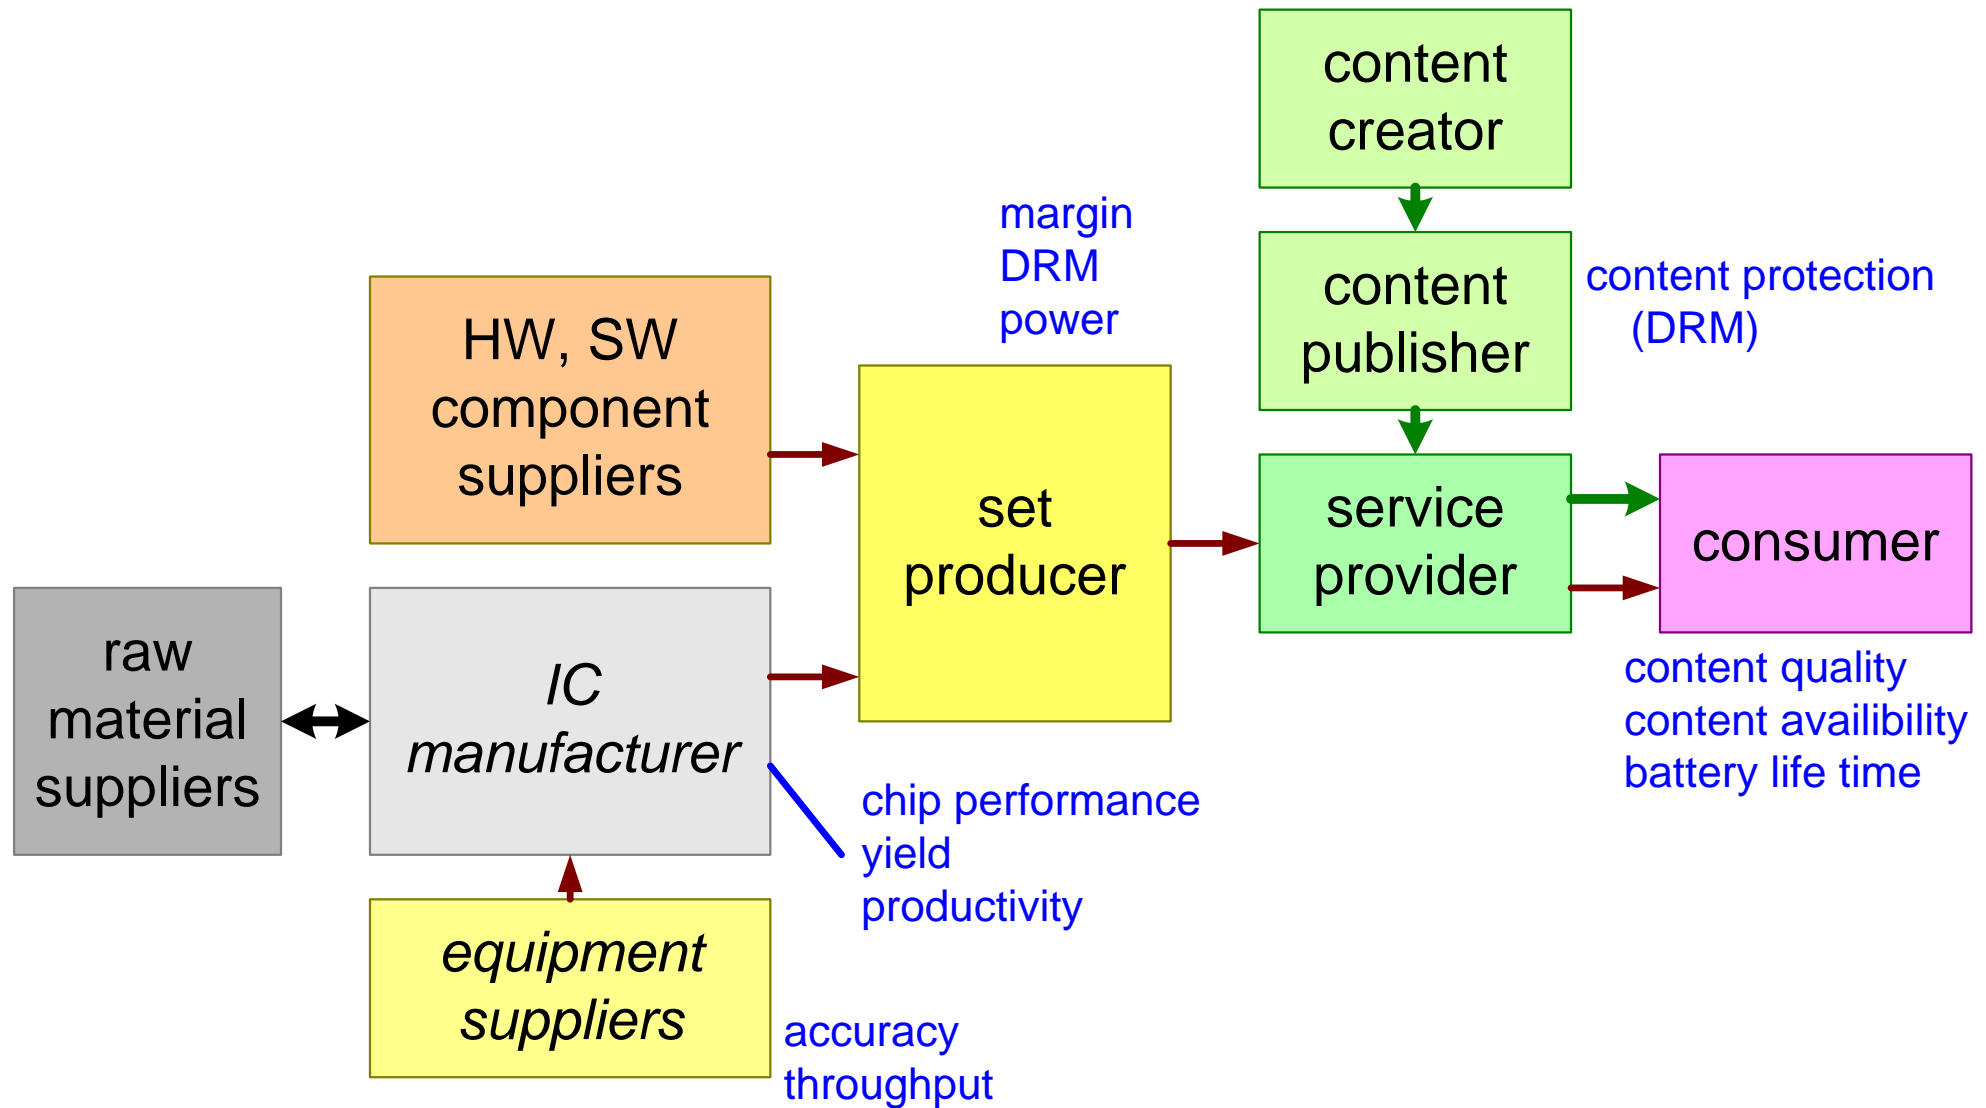 content
creator
margin
DRM
power
content
publisher
content protection
(DRM)
HW, SW
component
suppliers
set
producer
service
provider
consumer
content quality
content availibility
battery life time
raw
material
suppliers
IC
manufacturer
chip performance
yield
productivity
equipment
suppliers
accuracy
throughput